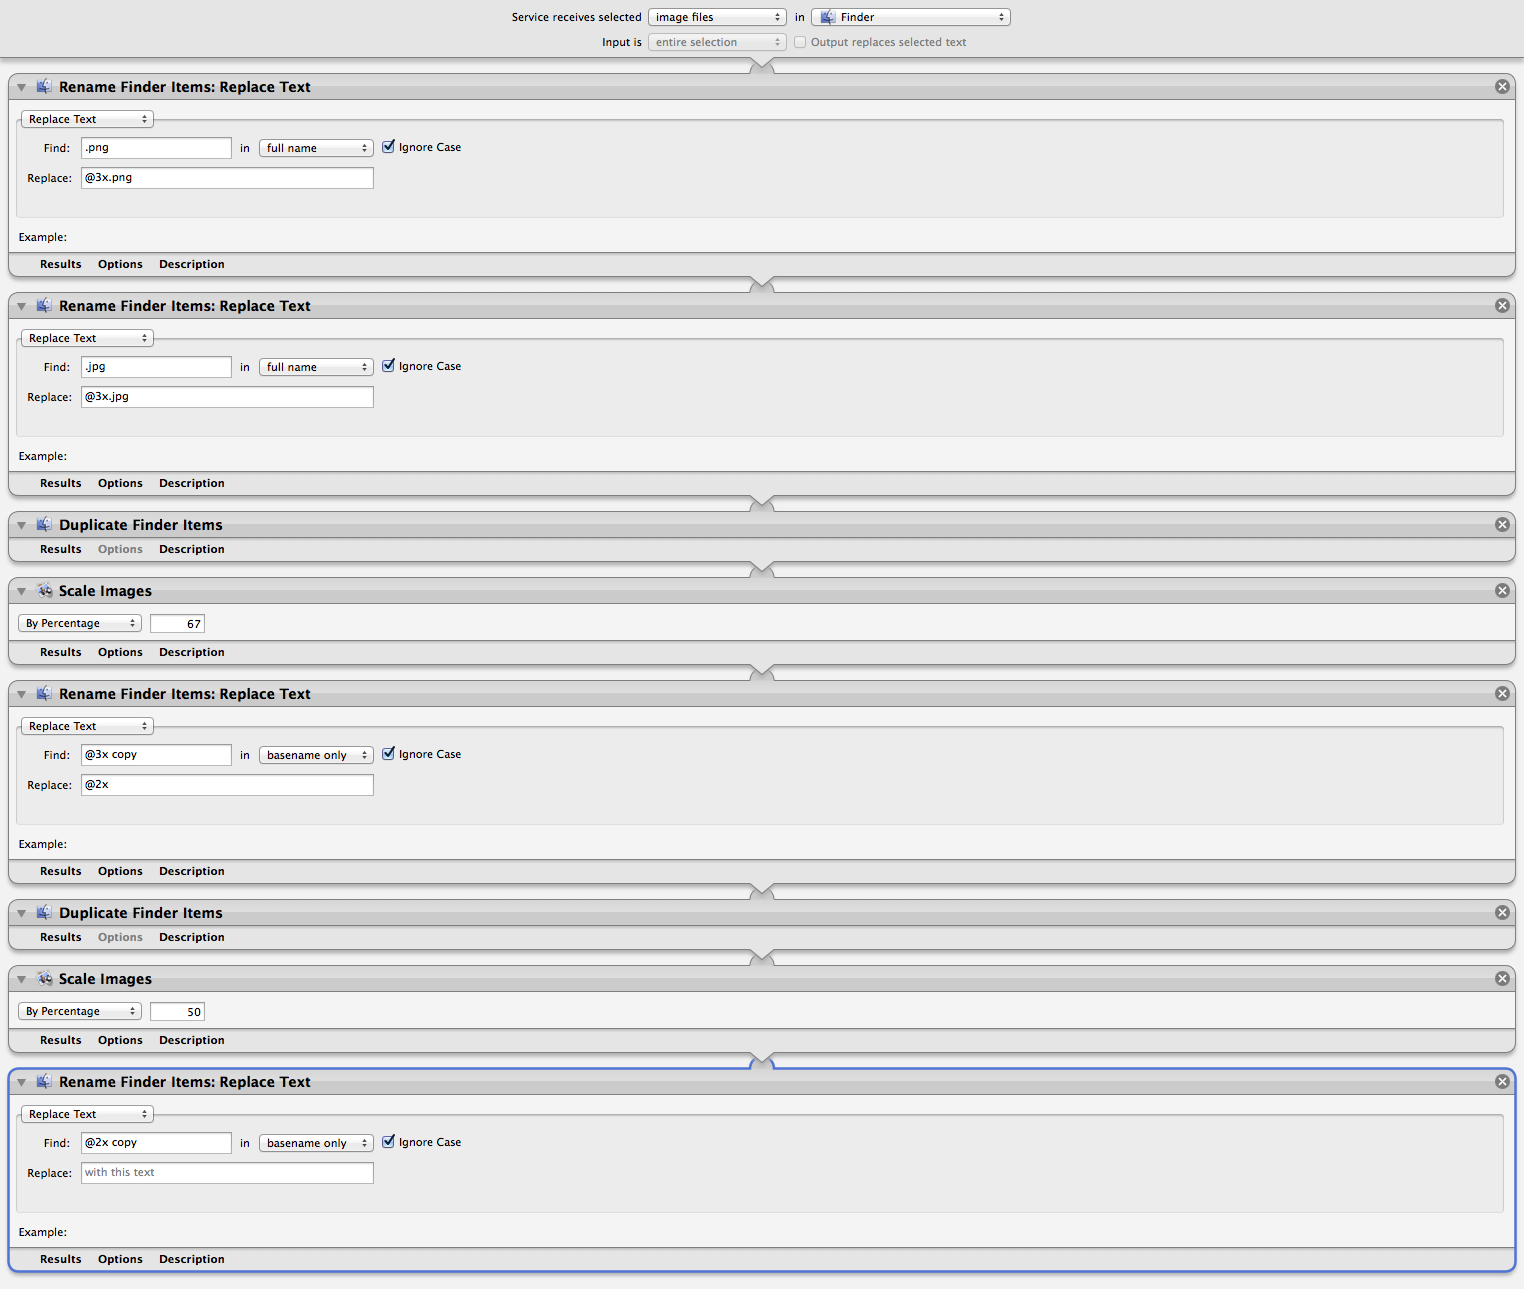 Service receives selected image files in Finder
Input is entire selection Output replaces selected text
Rename Finder Items: Replace Text
Replace Text
Find: .png in full name Ignore Case
Replace: @3x.png
Example:
Results Options Description
Rename Finder Items: Replace Text
Replace Text
Find: .jpg in full name Ignore Case
Replace: @3x.jpg
Example:
Results Options Description
Duplicate Finder Items
Results Options Description
Scale Images
By Percentage 67
Results Options Description
Rename Finder Items: Replace Text
Replace Text
Find: @3x copy in basename only Ignore Case
Replace: @2x
Example:
Results Options Description
Duplicate Finder Items
Results Options Description
Scale Images
By Percentage 50
Results Options Description
Rename Finder Items: Replace Text
Replace Text
Find: @2x copy in basename only Ignore Case
Replace: with this text
Example:
Results Options Description